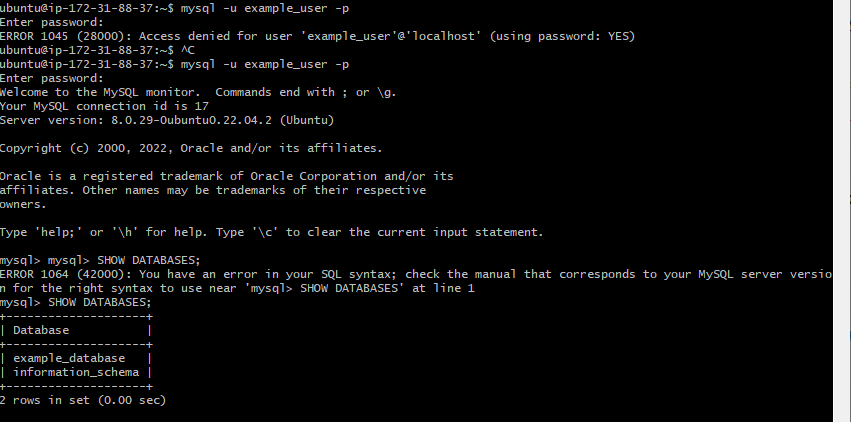 ubuntu@ip-172-31-88-37:~$ mysql -u example_user -p
Enter password:
ERROR 1045 (28000): Access denied for user 'example_user'@'localhost' (using password: YES)
ubuntu@ip-172-31-88-37:~$ ^C
ubuntu@ip-172-31-88-37:~$ mysql -u example_user -p
Enter password:
Welcome to the MySQL monitor.  Commands end with ; or \g.
Your MySQL connection id is 17
Server version: 8.0.29-0ubuntu0.22.04.2 (Ubuntu)

Copyright (c) 2000, 2022, Oracle and/or its affiliates.

Oracle is a registered trademark of Oracle Corporation and/or its
affiliates. Other names may be trademarks of their respective
owners.

Type 'help;' or '\h' for help. Type '\c' to clear the current input statement.

mysql> mysql> SHOW DATABASES;
ERROR 1064 (42000): You have an error in your SQL syntax; check the manual that corresponds to your MySQL server versio
n for the right syntax to use near 'mysql> SHOW DATABASES' at line 1
mysql> SHOW DATABASES;
+--------------------+
| Database           |
+--------------------+
| example_database   |
| information_schema |
+--------------------+
2 rows in set (0.00 sec)